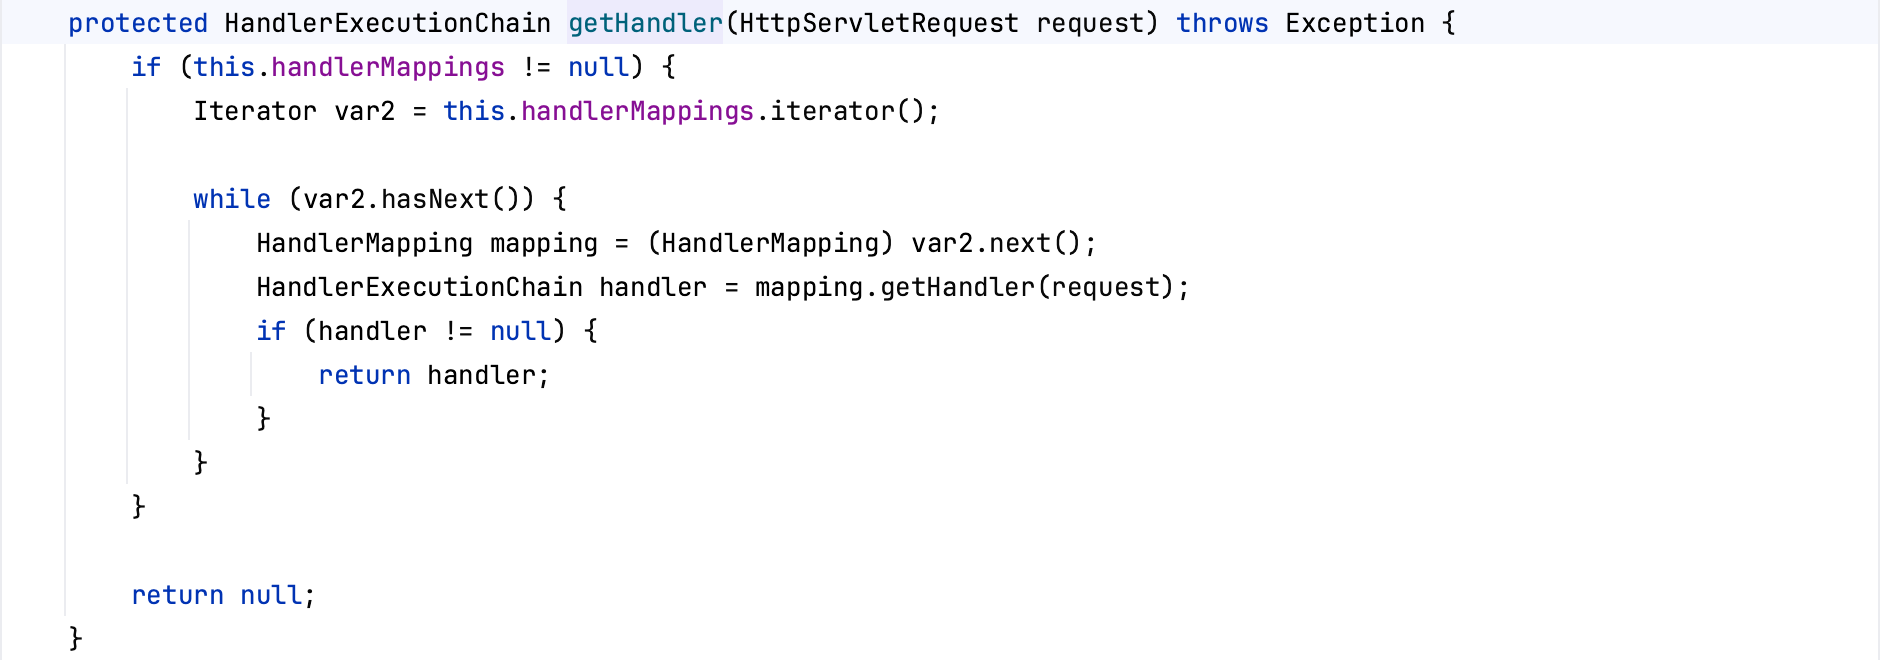 protected HandlerExecutionChain getHandler(HttpServletRequest request) throws Exception {
    if (this.handlerMappings != null) {
        Iterator var2 = this.handlerMappings.iterator();

        while (var2.hasNext()) {
            HandlerMapping mapping = (HandlerMapping) var2.next();
            HandlerExecutionChain handler = mapping.getHandler(request);
            if (handler != null) {
                return handler;
            }
        }
    }

    return null;
}